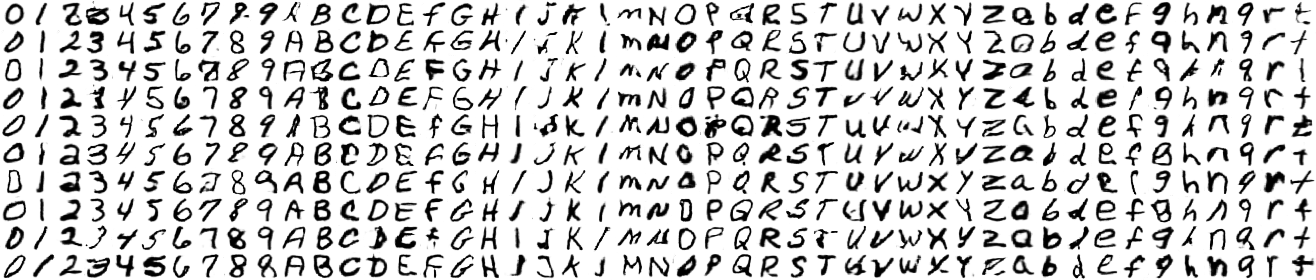 0 1 2 3 4 5 6 7 8 9 A B C D E f G H I J K l m N O P Q R S T U V W X Y Z a b d e f g h n q r t
0 1 2 3 4 5 6 7 8 9 A B C D E f G H I J K l m N O P Q R S T U V W X Y Z a b d e f g h n q r t
0 1 2 3 4 5 6 7 8 9 A B C D E F G H I J K l m N O P Q R S T U V W X Y Z a b d e f g h n q r t
0 1 2 3 4 5 6 7 8 9 A B C D E F G H I J K l m N O P Q R S T U V W X Y Z a b d e f g h n q r t
0 1 2 3 4 5 6 7 8 9 A B C D E f G H I J K l m N O P Q R S T U V W X Y Z a b d e f g h n q r t
0 1 2 3 4 5 6 7 8 9 A B C D E F G H I J K l m N O P Q R S T U V W X Y Z a b d e f g h n q r t
0 1 2 3 4 5 6 7 8 9 A B C D E f G H I J K l m N O P Q R S T U V W X Y Z a b d e f g h n q r t
0 1 2 3 4 5 6 7 8 9 A B C D E F G H I J K l m N O P Q R S T U V W X Y Z a b d e f g h n q r t
0 1 2 3 4 5 6 7 8 9 A B C D E f G H I J K l m N O P Q R S T U V W X Y Z a b d e f g h n q r t
0 1 2 3 4 5 6 7 8 9 A B C D E f G H I J K l M N O P Q R S T U V W X Y Z a b d e f g h n q r t